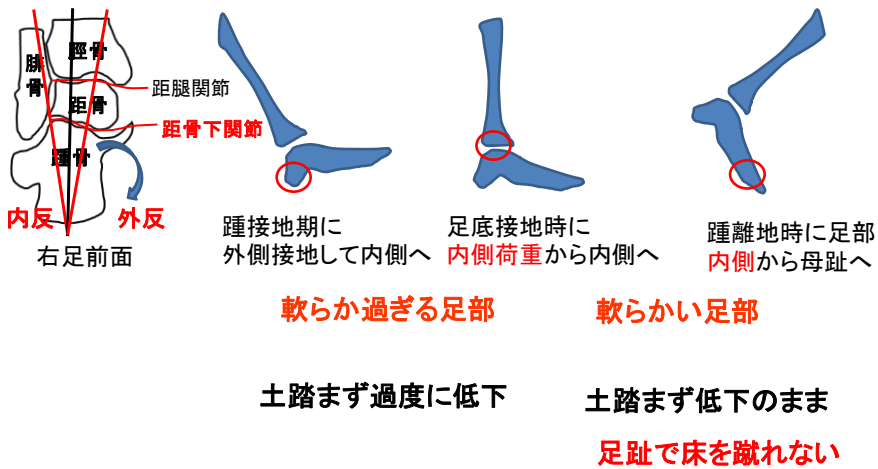 腓骨
脛骨
距骨
踵骨
距腿関節
距骨下関節
内反
外反
右足前面
踵接地期に
外側接地して内側へ
足底接地時に
内側荷重から内側へ
踵離地時に足部
内側から母趾へ
軟らか過ぎる足部
軟らかい足部
土踏まず過度に低下
土踏まず低下のまま
足趾で床を蹴れない